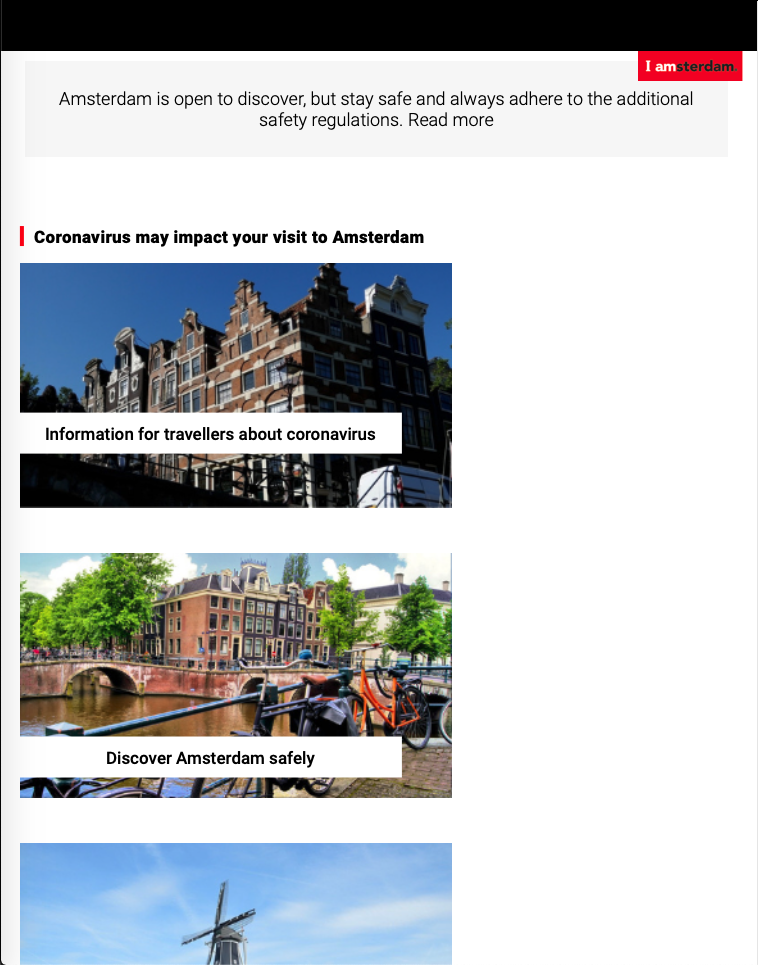 I amsterdam
Amsterdam is open to discover, but stay safe and always adhere to the additional
safety regulations. Read more
Coronavirus may impact your visit to Amsterdam
Information for travellers about coronavirus
Discover Amsterdam safely